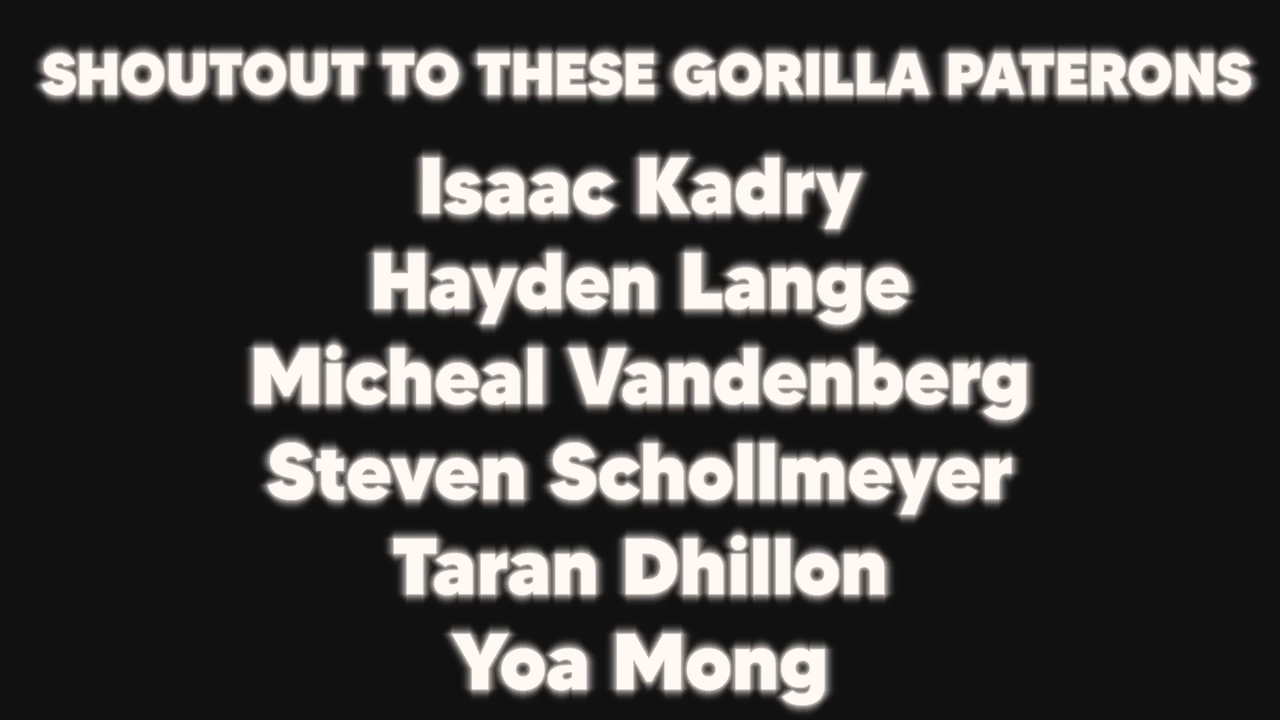 SHOUTOUT TO THESE GORILLA PATERONS
Isaac Kadry
Hayden Lange
Micheal Vandenberg
Steven Schollmeyer
Taran Dhillon
Yoa Mong